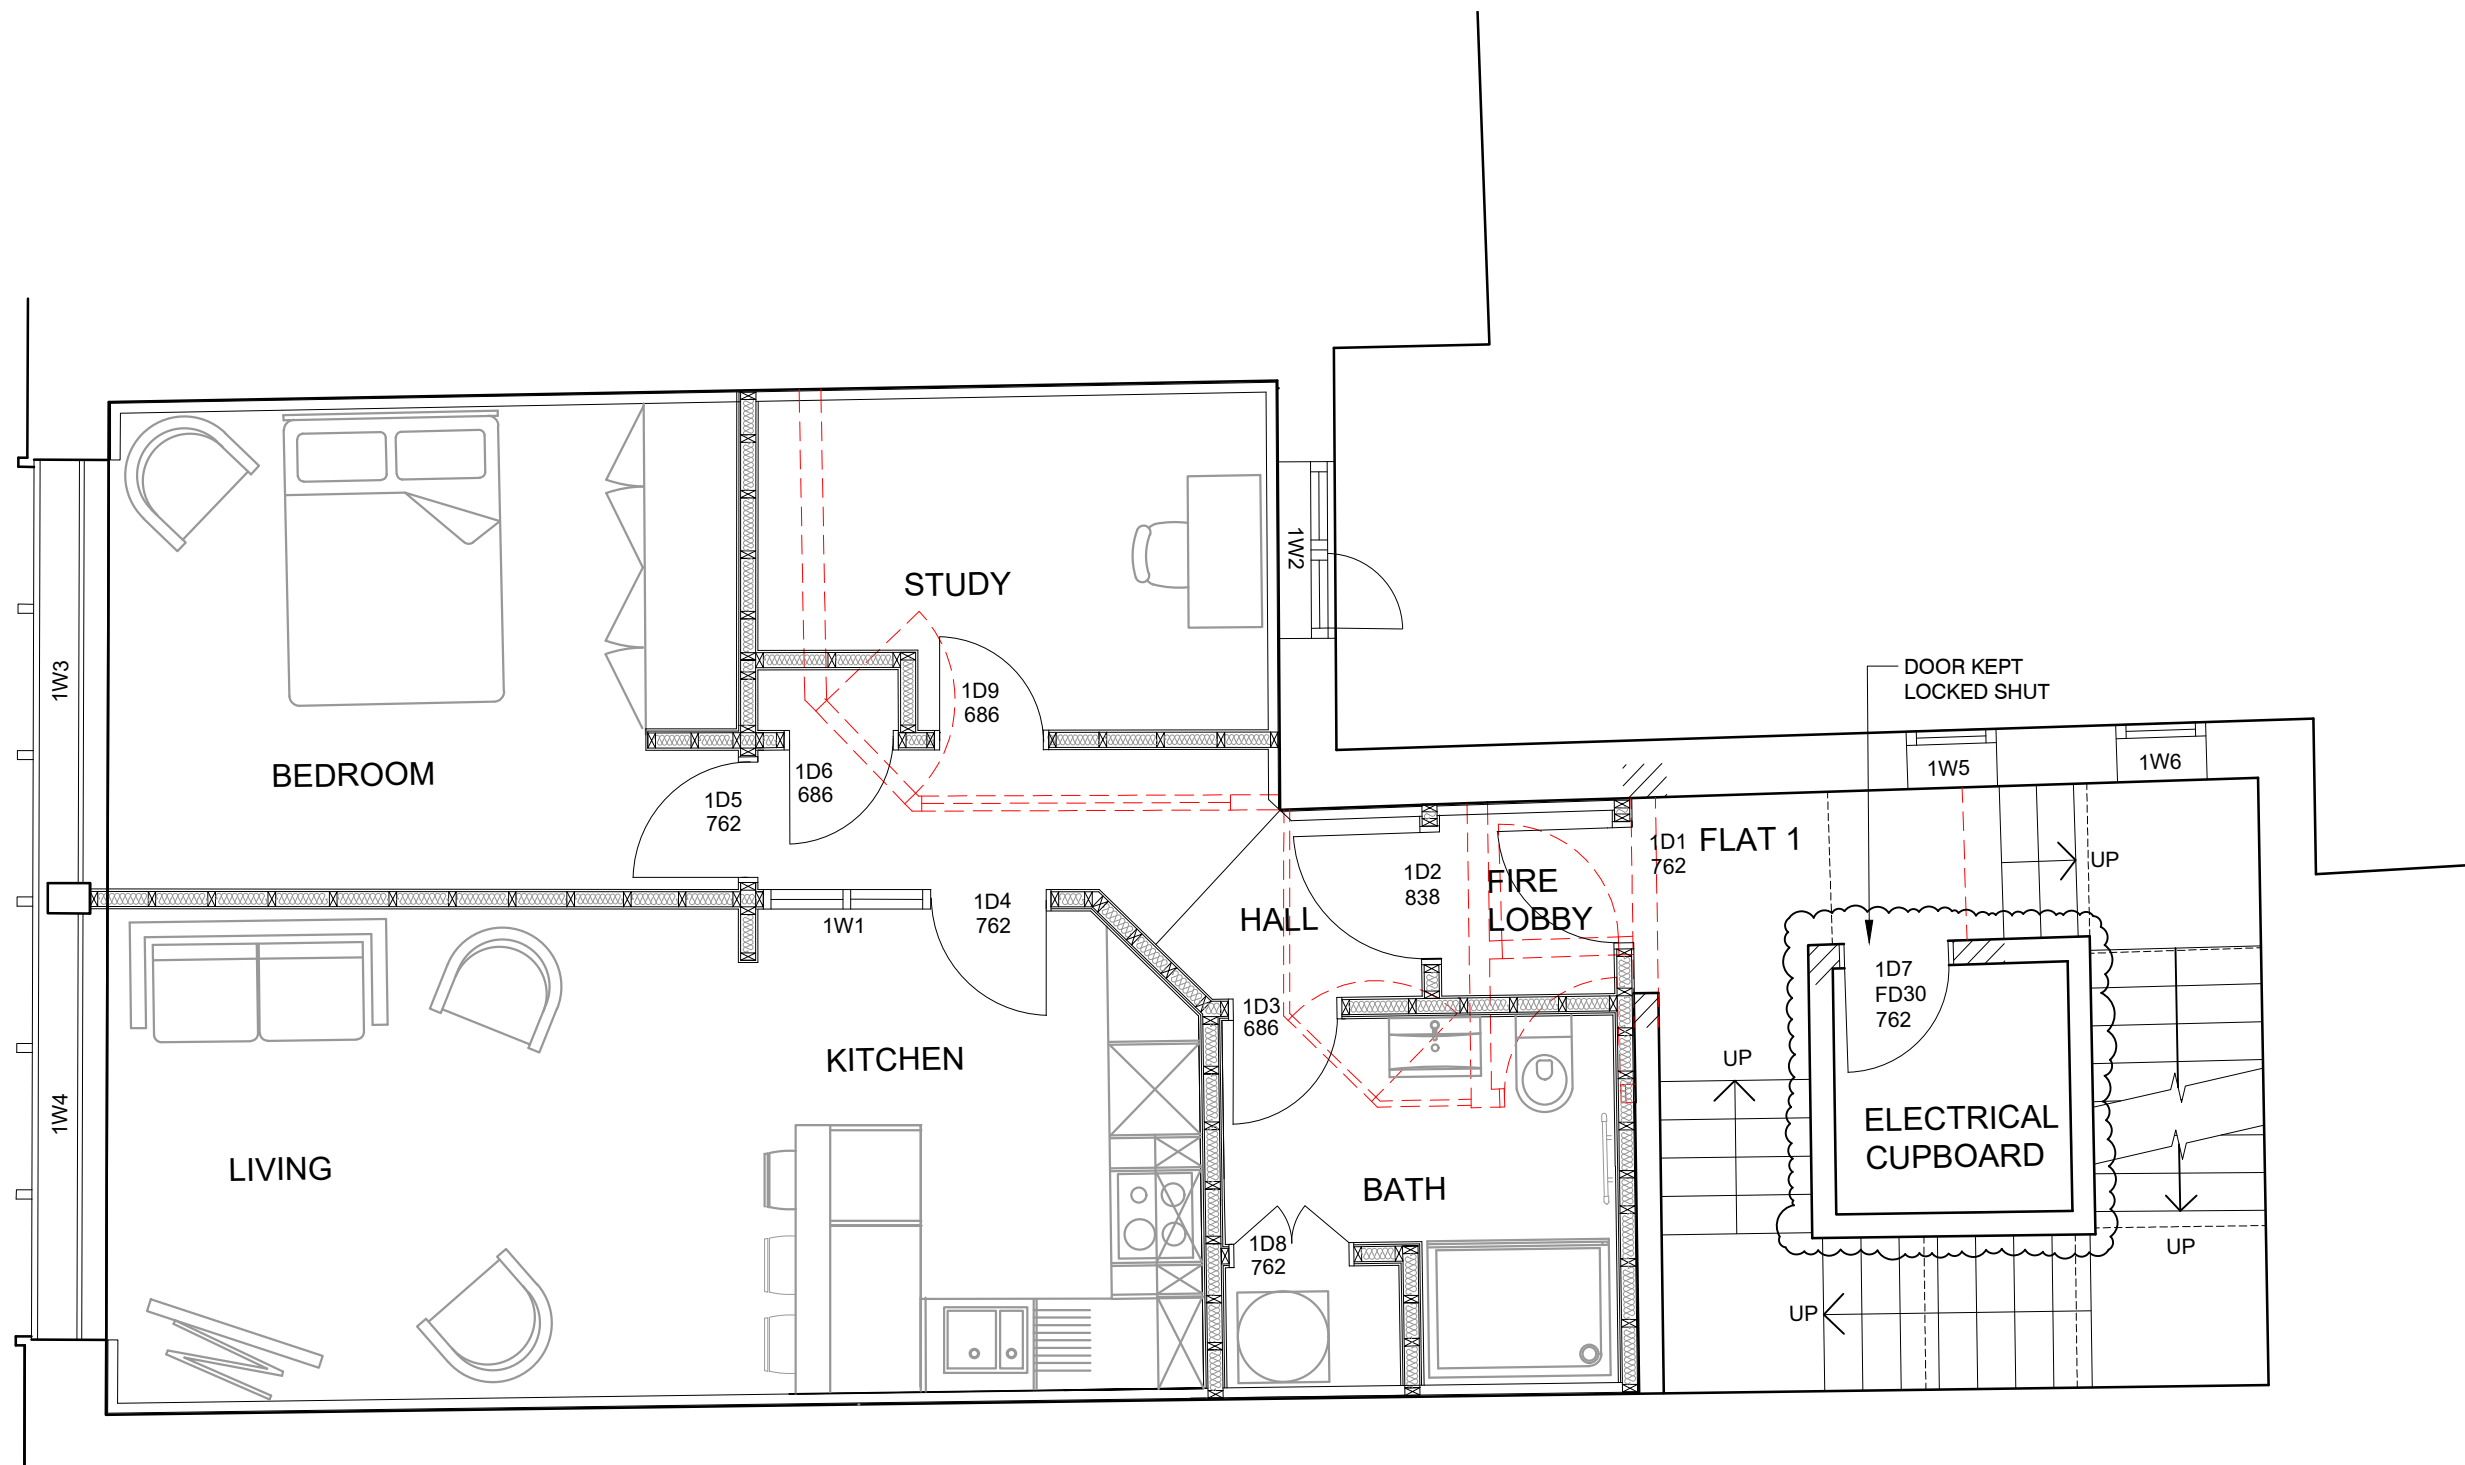 1W2
STUDY
1W3
DOOR KEPT
LOCKED SHUT
1D9
686
BEDROOM
1D6
686
1D5
762
1W5
1W6
1D1
762
FLAT 1
UP
1D2
838
FIRE
LOBBY
1D4
762
1W1
HALL
1D7
FD30
762
1D3
686
KITCHEN
UP
1W4
ELECTRICAL
CUPBOARD
LIVING
BATH
1D8
762
UP
UP